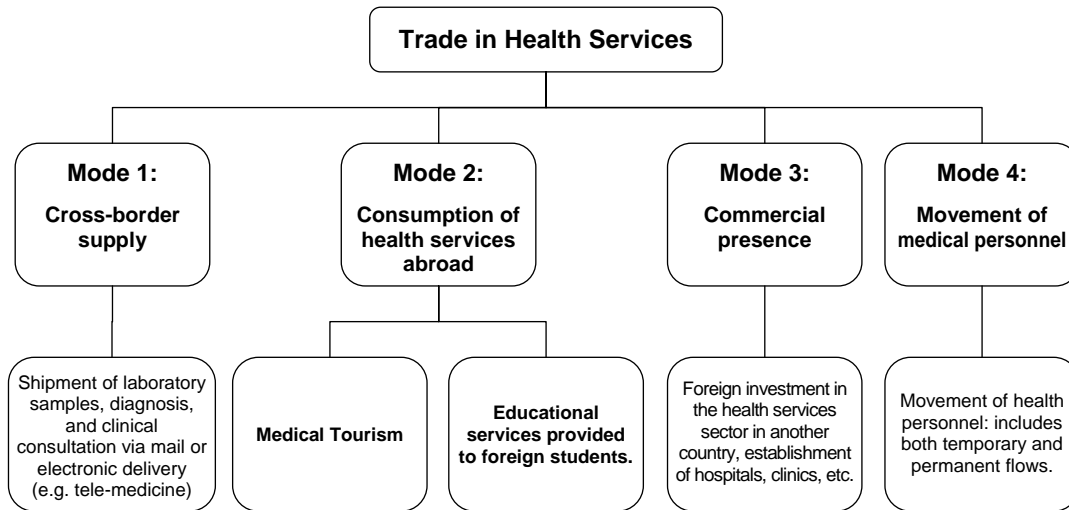 Trade in Health Services
Mode 1:
Cross-border
supply
Mode 2:
Consumption of
health services
abroad
Mode 3:
Commercial
presence
Mode 4:
Movement of
medical personnel
Shipment of laboratory
samples, diagnosis,
and clinical
consultation via mail or
electronic delivery
(e.g. tele-medicine)
Medical Tourism
Educational
services provided
to foreign students.
Foreign investment in
the health services
sector in another
country, establishment
of hospitals, clinics, etc.
Movement of health
personnel: includes
both temporary and
permanent flows.